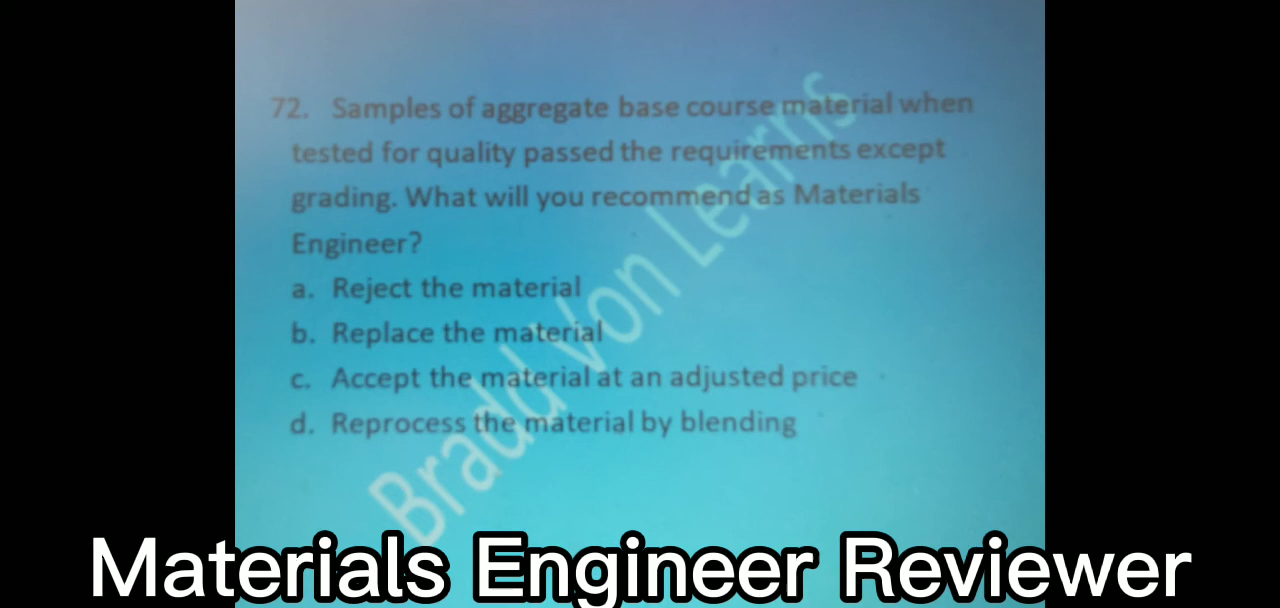 72. Samples of aggregate base course material when
tested for quality passed the requirements except
grading. What will you recommend as Materials
Engineer?
a. Reject the material
b. Replace the material
c. Accept the material at an adjusted price
d. Reprocess the material by blending
Bradd Von Learns
Materials Engineer Reviewer